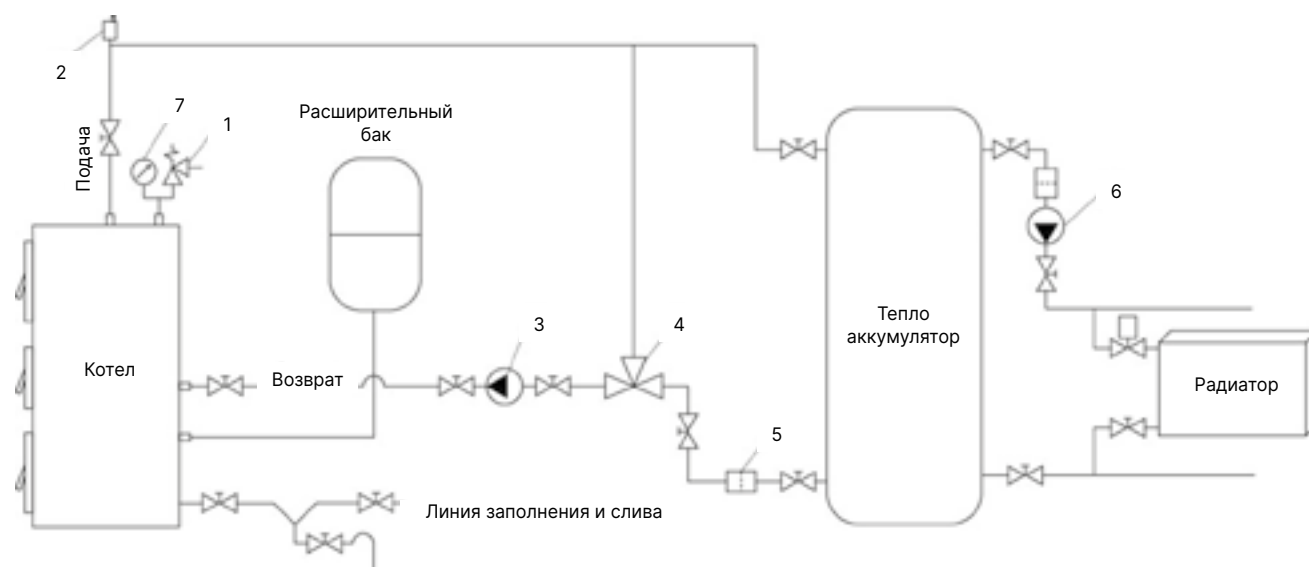 2
7
1
Подача
Расширительный
бак
6
Тепло
аккумулятор
3
4
Котел
Возврат
Радиатор
5
Линия заполнения и слива